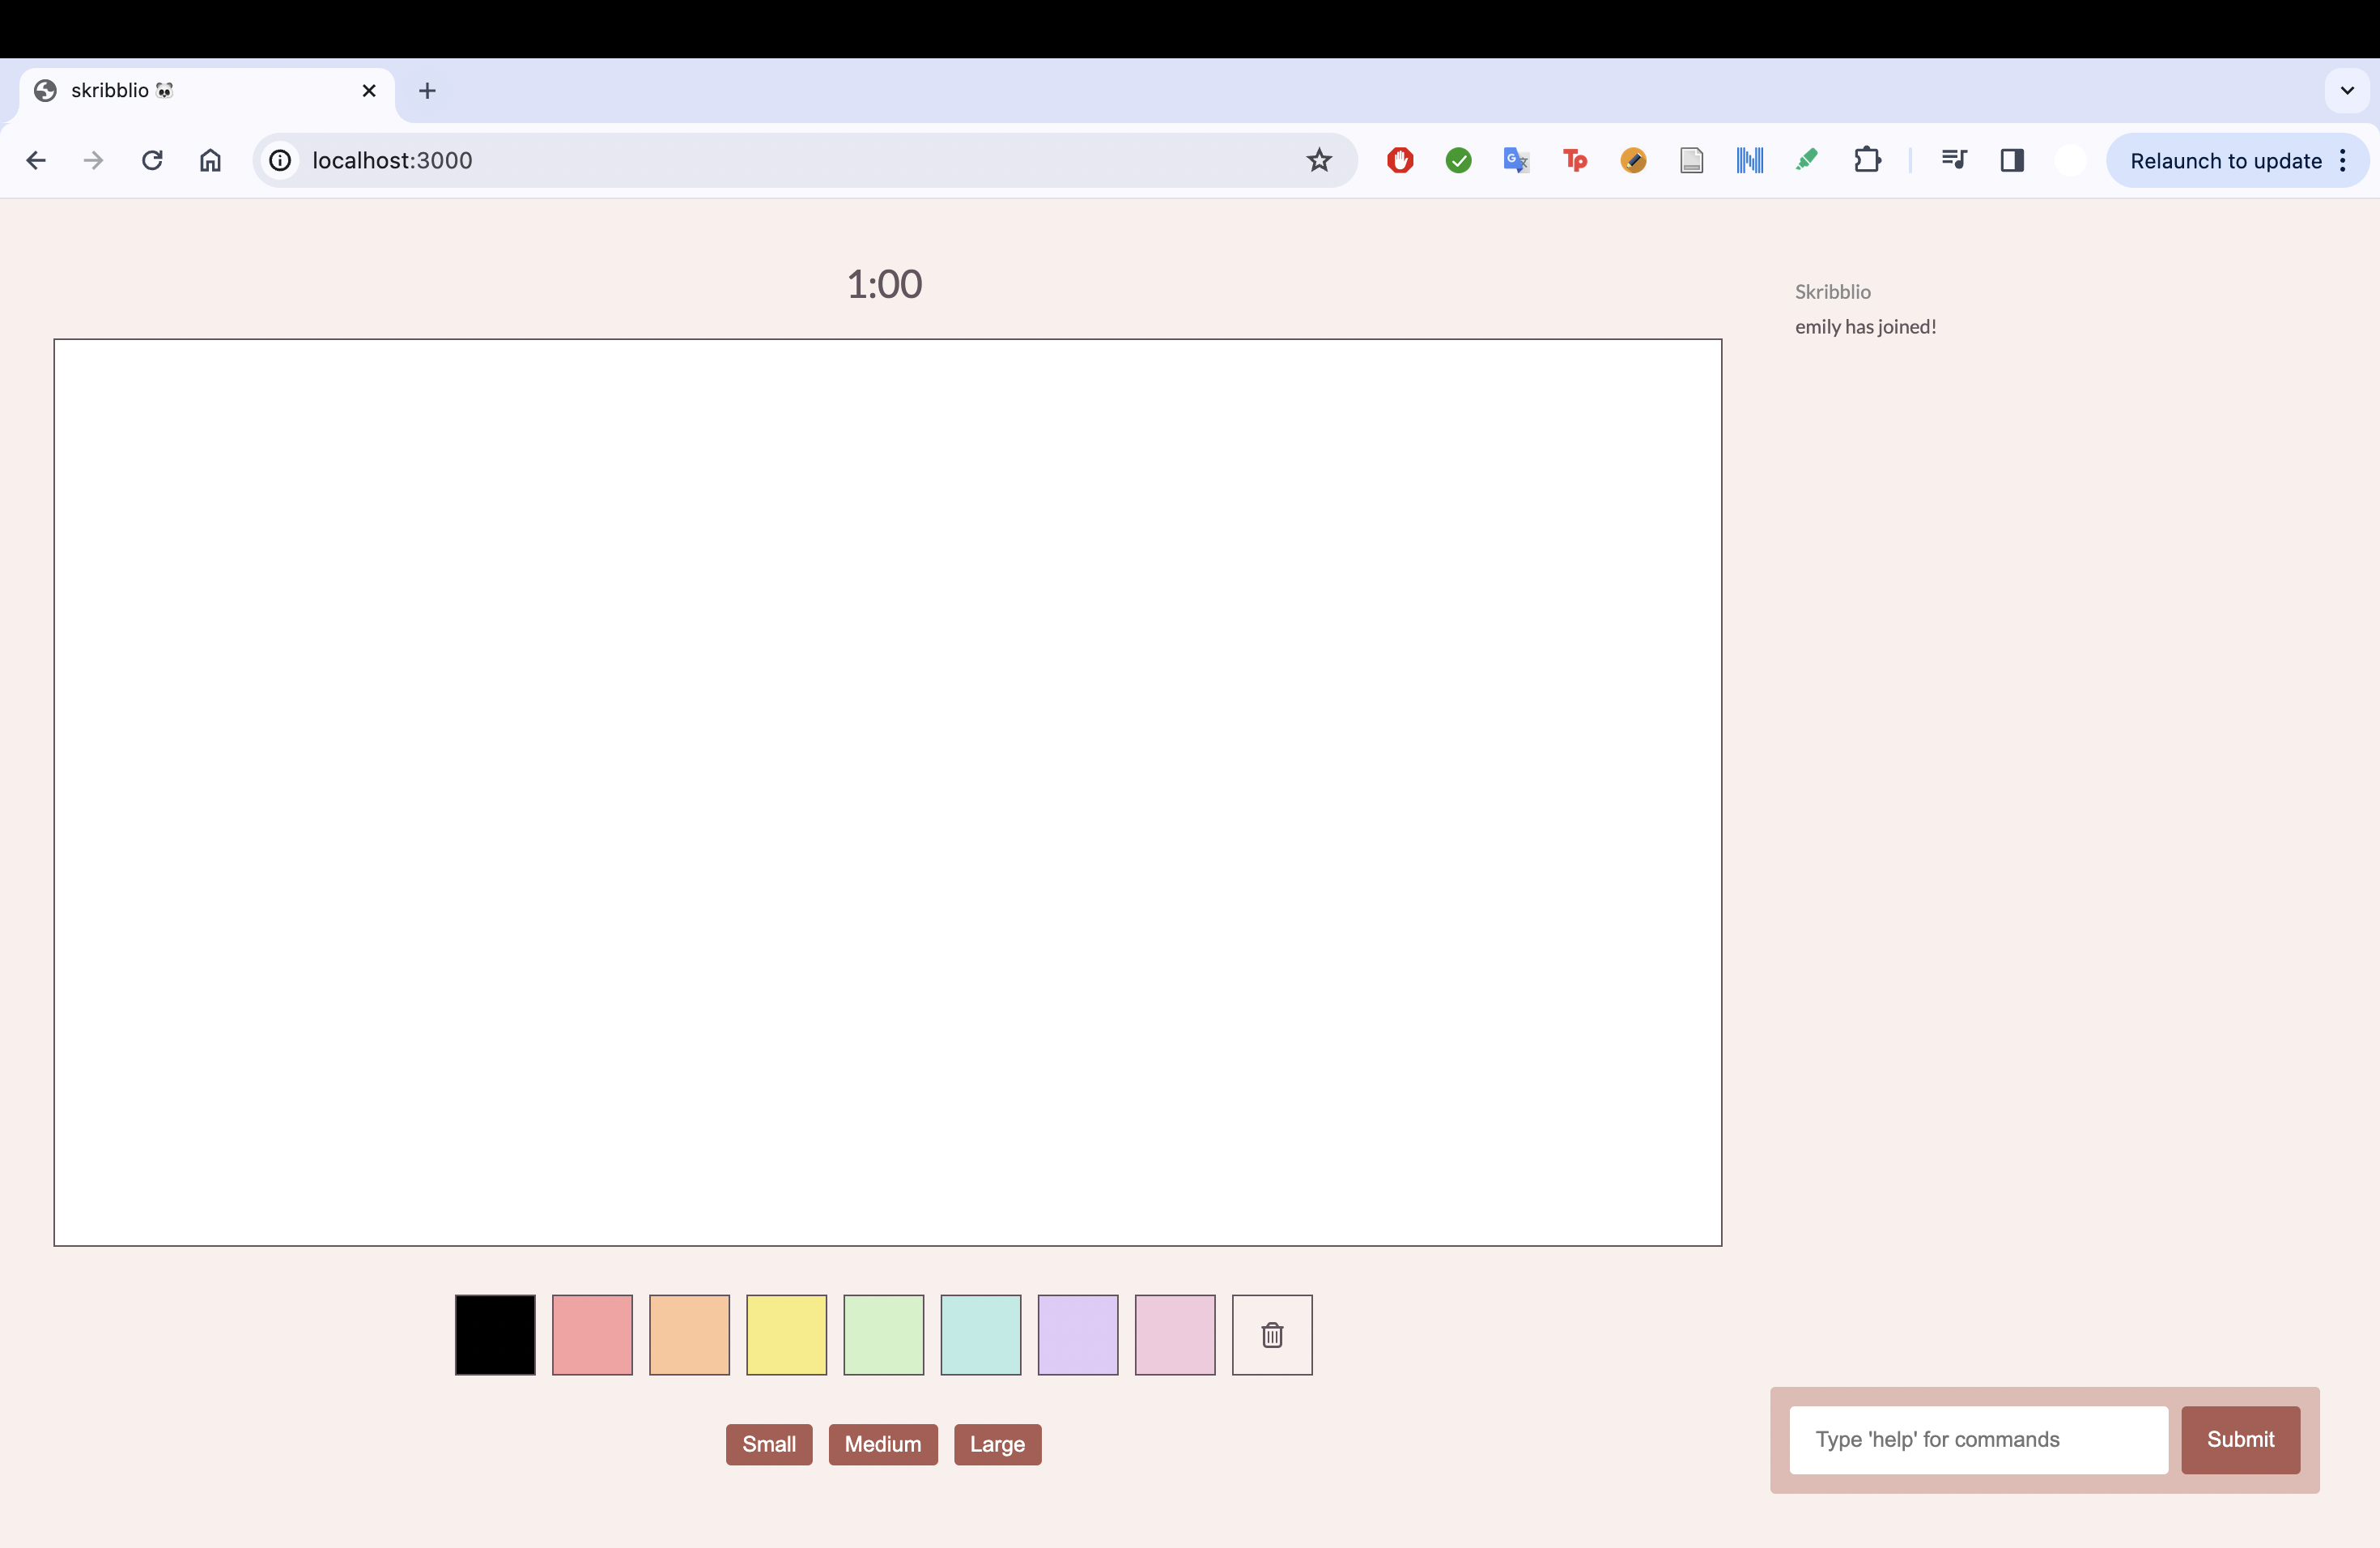 skribblio 🐼
localhost:3000
Relaunch to update
1:00
Skribblio
emily has joined!
Small
Medium
Large
Type 'help' for commands
Submit